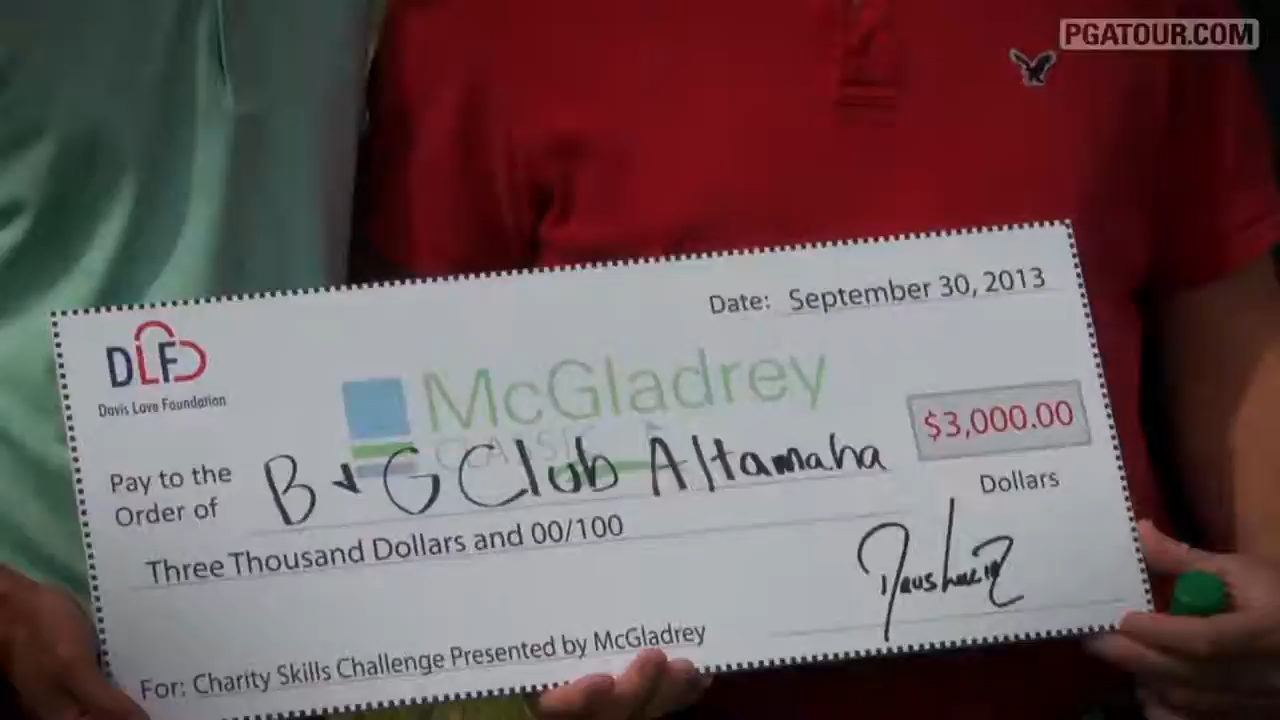 PGATOUR.COM
Date: September 30, 2013
DLF
Davis Love Foundation
McGladrey
CLASSIC
$3,000.00
Pay to the
Order of
B + G Club Altamaha
Dollars
Three Thousand Dollars and 00/100
For: Charity Skills Challenge Presented by McGladrey